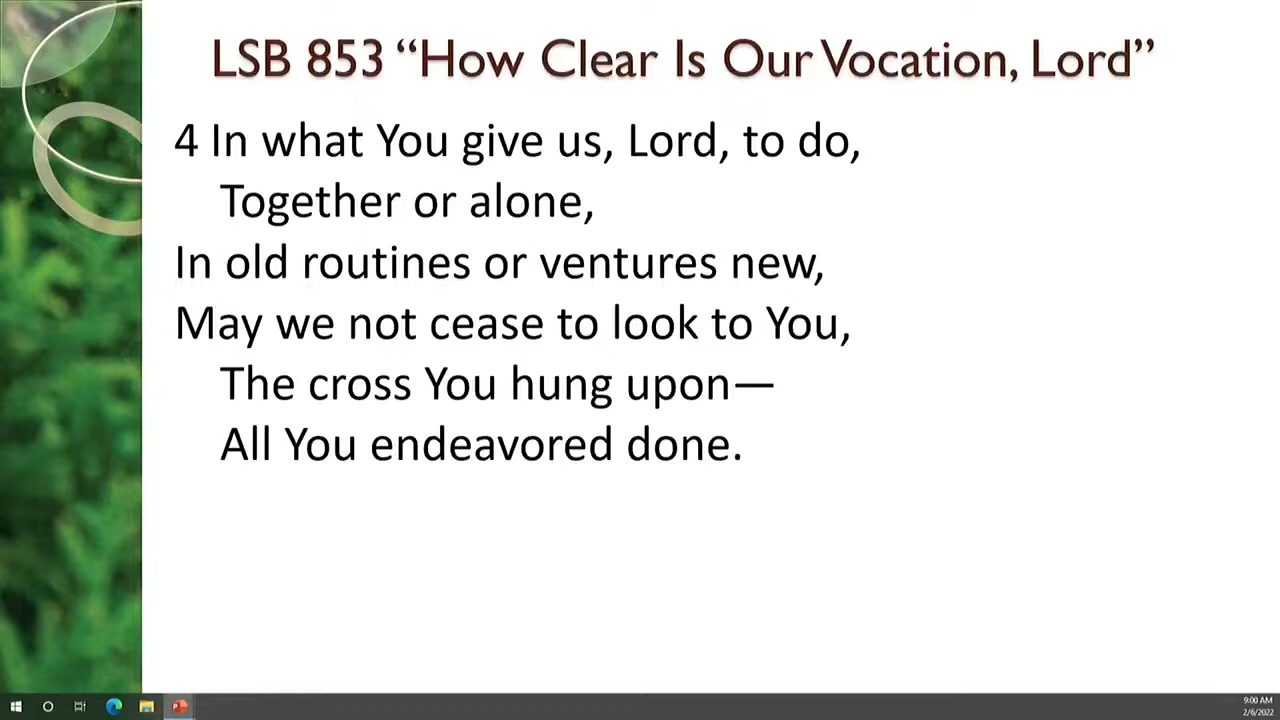 LSB 853 “How Clear Is Our Vocation, Lord”
4 In what You give us, Lord, to do,
Together or alone,
In old routines or ventures new,
May we not cease to look to You,
The cross You hung upon—
All You endeavored done.
9:00 AM
2/6/2022